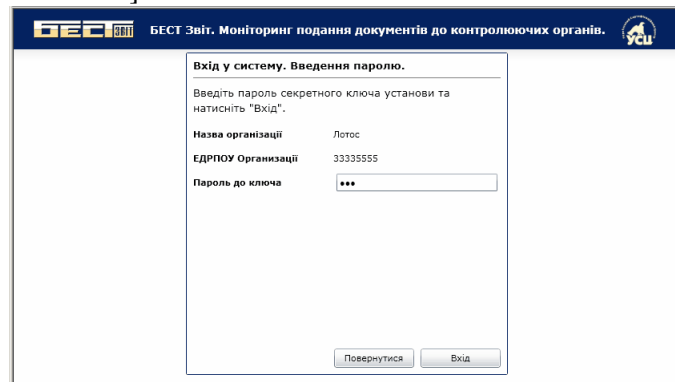 ]
БЕСТ ЗВІТ БЕСТ Звіт. Моніторинг подання документів до контролюючих органів. УСЦ
Вхід у систему. Введення паролю.
Введіть пароль секретного ключа установи та
натисніть "Вхід".
Назва організації Лотос
ЕДРПОУ Организації 33335555
Пароль до ключа •••
Повернутися Вхід